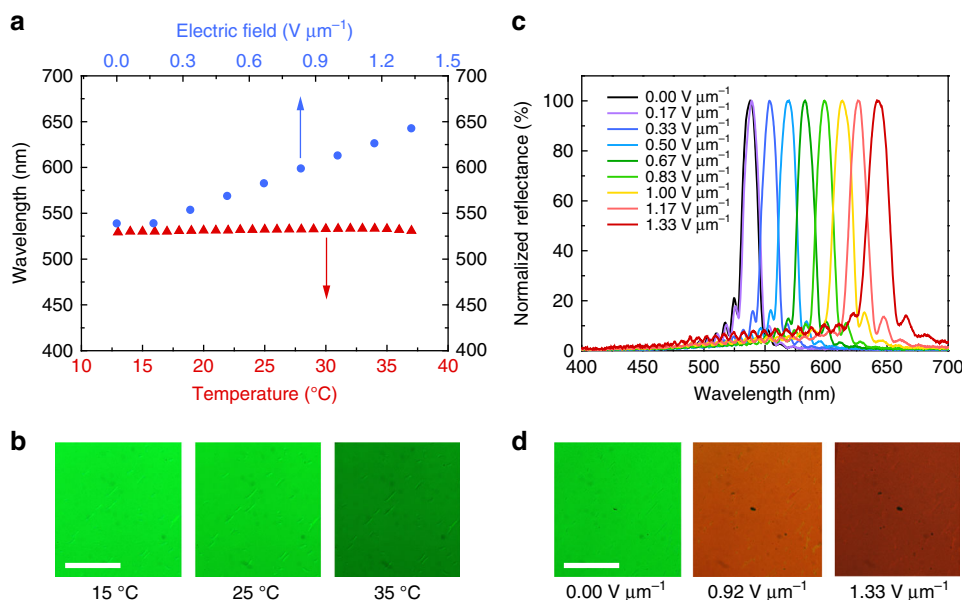 a
Electric field (V μm⁻¹)
0.0 0.3 0.6 0.9 1.2 1.5
700 700
650 650
600 600
550 550
500 500
450 450
400 400
Wavelength (nm)
10 15 20 25 30 35 40
Temperature (°C)
c
0.00 V μm⁻¹
0.17 V μm⁻¹
0.33 V μm⁻¹
0.50 V μm⁻¹
0.67 V μm⁻¹
0.83 V μm⁻¹
1.00 V μm⁻¹
1.17 V μm⁻¹
1.33 V μm⁻¹
100
80
60
40
20
0
Normalized reflectance (%)
400 500 550 600 650 700
Wavelength (nm)
b
15 °C 25 °C 35 °C
d
0.00 V μm⁻¹ 0.92 V μm⁻¹ 1.33 V μm⁻¹